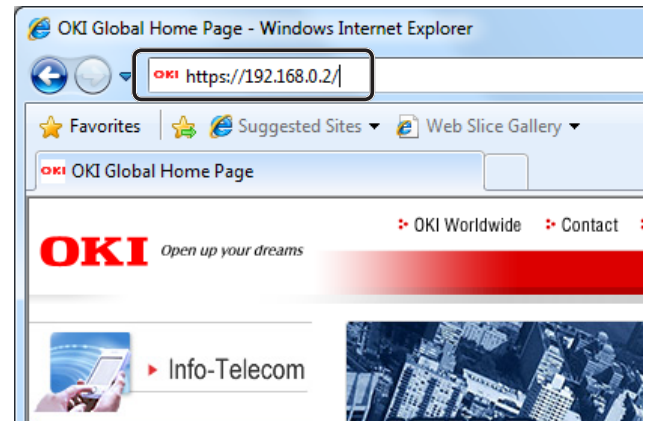 OKI Global Home Page - Windows Internet Explorer
OKI https://192.168.0.2/
Favorites Suggested Sites Web Slice Gallery
OKI OKI Global Home Page
OKI Worldwide Contact
OKI Open up your dreams
Info-Telecom